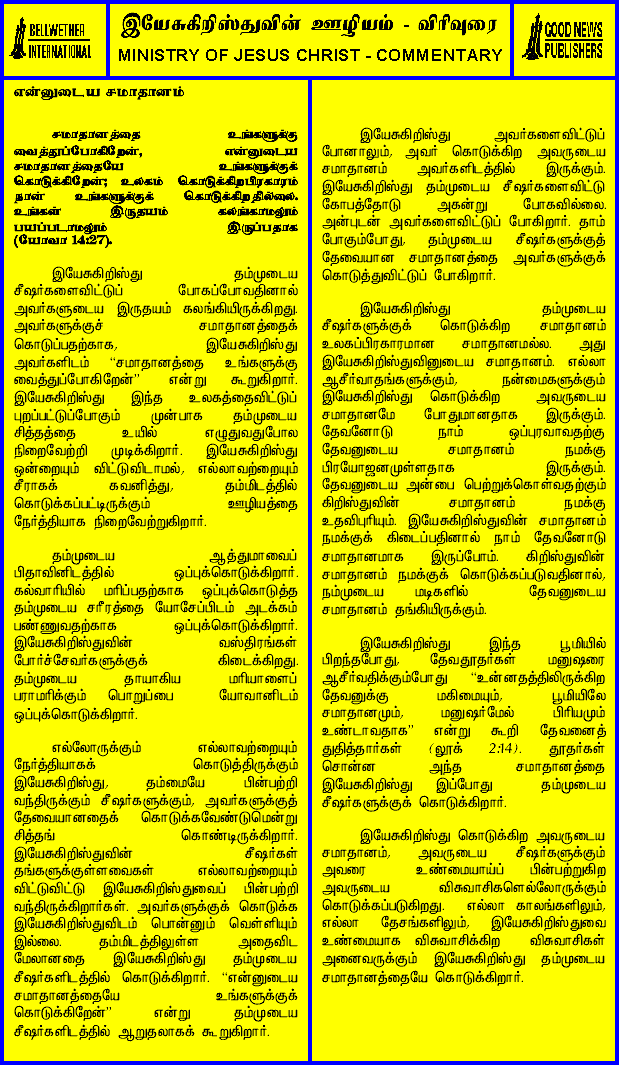 BELLWETHER
INTERNATIONAL
இயேசுகிறிஸ்துவின் ஊழியம் - விரிவுரை
MINISTRY OF JESUS CHRIST - COMMENTARY
GOOD NEWS
PUBLISHERS
என்னுடைய சமாதானம்
சமாதானத்தை உங்களுக்கு
வைத்துப்போகிறேன், என்னுடைய
சமாதானத்தையே உங்களுக்குக்
கொடுக்கிறேன்; உலகம் கொடுக்கிறபிரகாரம்
நான் உங்களுக்குக் கொடுக்கிறதில்லை.
உங்கள் இருதயம் கலங்காமலும்
பயப்படாமலும் இருப்பதாக
(யோவா 14:27).
இயேசுகிறிஸ்து தம்முடைய
சீஷர்களைவிட்டுப் போகப்போவதினால்
அவர்களுடைய இருதயம் கலங்கியிருக்கிறது.
அவர்களுக்குச் சமாதானத்தைக்
கொடுப்பதற்காக, இயேசுகிறிஸ்து
அவர்களிடம் “சமாதானத்தை உங்களுக்கு
வைத்துப்போகிறேன்” என்று கூறுகிறார்.
இயேசுகிறிஸ்து இந்த உலகத்தைவிட்டுப்
புறப்பட்டுப்போகும் முன்பாக தம்முடைய
சித்தத்தை உயில் எழுதுவதுபோல
நிறைவேற்றி முடிக்கிறார். இயேசுகிறிஸ்து
ஒன்றையும் விட்டுவிடாமல், எல்லாவற்றையும்
சீராகக் கவனித்து, தம்மிடத்தில்
கொடுக்கப்பட்டிருக்கும் ஊழியத்தை
நேர்த்தியாக நிறைவேற்றுகிறார்.
தம்முடைய ஆத்துமாவைப்
பிதாவினிடத்தில் ஒப்புக்கொடுக்கிறார்.
கல்வாரியில் மரிப்பதற்காக ஒப்புக்கொடுத்த
தம்முடைய சரீரத்தை யோசேப்பிடம் அடக்கம்
பண்ணுவதற்காக ஒப்புக்கொடுக்கிறார்.
இயேசுகிறிஸ்துவின் வஸ்திரங்கள்
போர்ச்சேவர்களுக்குக் கிடைக்கிறது.
தம்முடைய தாயாகிய மரியாளைப்
பராமரிக்கும் பொறுப்பை யோவானிடம்
ஒப்புக்கொடுக்கிறார்.
எல்லோருக்கும் எல்லாவற்றையும்
நேர்த்தியாகக் கொடுத்திருக்கும்
இயேசுகிறிஸ்து, தம்மையே பின்பற்றி
வந்திருக்கும் சீஷர்களுக்கும், அவர்களுக்குத்
தேவையானதைக் கொடுக்கவேண்டுமென்று
சித்தங் கொண்டிருக்கிறார்.
இயேசுகிறிஸ்துவின் சீஷர்கள்
தங்களுக்குள்ளவைகள் எல்லாவற்றையும்
விட்டுவிட்டு இயேசுகிறிஸ்துவைப் பின்பற்றி
வந்திருக்கிறார்கள். அவர்களுக்குக் கொடுக்க
இயேசுகிறிஸ்துவிடம் பொன்னும் வெள்ளியும்
இல்லை. தம்மிடத்திலுள்ள அதைவிட
மேலானதை இயேசுகிறிஸ்து தம்முடைய
சீஷர்களிடத்தில் கொடுக்கிறார். “என்னுடைய
சமாதானத்தையே உங்களுக்குக்
கொடுக்கிறேன்” என்று தம்முடைய
சீஷர்களிடத்தில் ஆறுதலாகக் கூறுகிறார்.
இயேசுகிறிஸ்து அவர்களைவிட்டுப்
போனாலும், அவர் கொடுக்கிற அவருடைய
சமாதானம் அவர்களிடத்தில் இருக்கும்.
இயேசுகிறிஸ்து தம்முடைய சீஷர்களைவிட்டு
கோபத்தோடு அகன்று போகவில்லை.
அன்புடன் அவர்களைவிட்டுப் போகிறார். தாம்
போகும்போது, தம்முடைய சீஷர்களுக்குத்
தேவையான சமாதானத்தை அவர்களுக்குக்
கொடுத்துவிட்டுப் போகிறார்.
இயேசுகிறிஸ்து தம்முடைய
சீஷர்களுக்குக் கொடுக்கிற சமாதானம்
உலகப்பிரகாரமான சமாதானமல்ல. அது
இயேசுகிறிஸ்துவினுடைய சமாதானம். எல்லா
ஆசீர்வாதங்களுக்கும், நன்மைகளுக்கும்
இயேசுகிறிஸ்து கொடுக்கிற அவருடைய
சமாதானமே போதுமானதாக இருக்கும்.
தேவனோடு நாம் ஒப்புரவாவதற்கு
தேவனுடைய சமாதானம் நமக்கு
பிரயோஜனமுள்ளதாக இருக்கும்.
தேவனுடைய அன்பை பெற்றுக்கொள்வதற்கும்
கிறிஸ்துவின் சமாதானம் நமக்கு
உதவிபுரியும். இயேசுகிறிஸ்துவின் சமாதானம்
நமக்குக் கிடைப்பதினால் நாம் தேவனோடு
சமாதானமாக இருப்போம். கிறிஸ்துவின்
சமாதானம் நமக்குக் கொடுக்கப்படுவதினால்,
நம்முடைய மடிகளில் தேவனுடைய
சமாதானம் தங்கியிருக்கும்.
இயேசுகிறிஸ்து இந்த பூமியில்
பிறந்தபோது, தேவதூதர்கள் மனுஷரை
ஆசீர்வதிக்கும்போது “உன்னதத்திலிருக்கிற
தேவனுக்கு மகிமையும், பூமியிலே
சமாதானமும், மனுஷர்மேல் பிரியமும்
உண்டாவதாக” என்று கூறி தேவனைத்
துதித்தார்கள் (லூக் 2:14). தூதர்கள்
சொன்ன அந்த சமாதானத்தை
இயேசுகிறிஸ்து இப்போது தம்முடைய
சீஷர்களுக்குக் கொடுக்கிறார்.
இயேசுகிறிஸ்து கொடுக்கிற அவருடைய
சமாதானம், அவருடைய சீஷர்களுக்கும்
அவரை உண்மையாய்ப் பின்பற்றுகிற
அவருடைய விசுவாசிகளெல்லோருக்கும்
கொடுக்கப்படுகிறது. எல்லா காலங்களிலும்,
எல்லா தேசங்களிலும், இயேசுகிறிஸ்துவை
உண்மையாக விசுவாசிக்கிற விசுவாசிகள்
அனைவருக்கும் இயேசுகிறிஸ்து தம்முடைய
சமாதானத்தையே கொடுக்கிறார்.